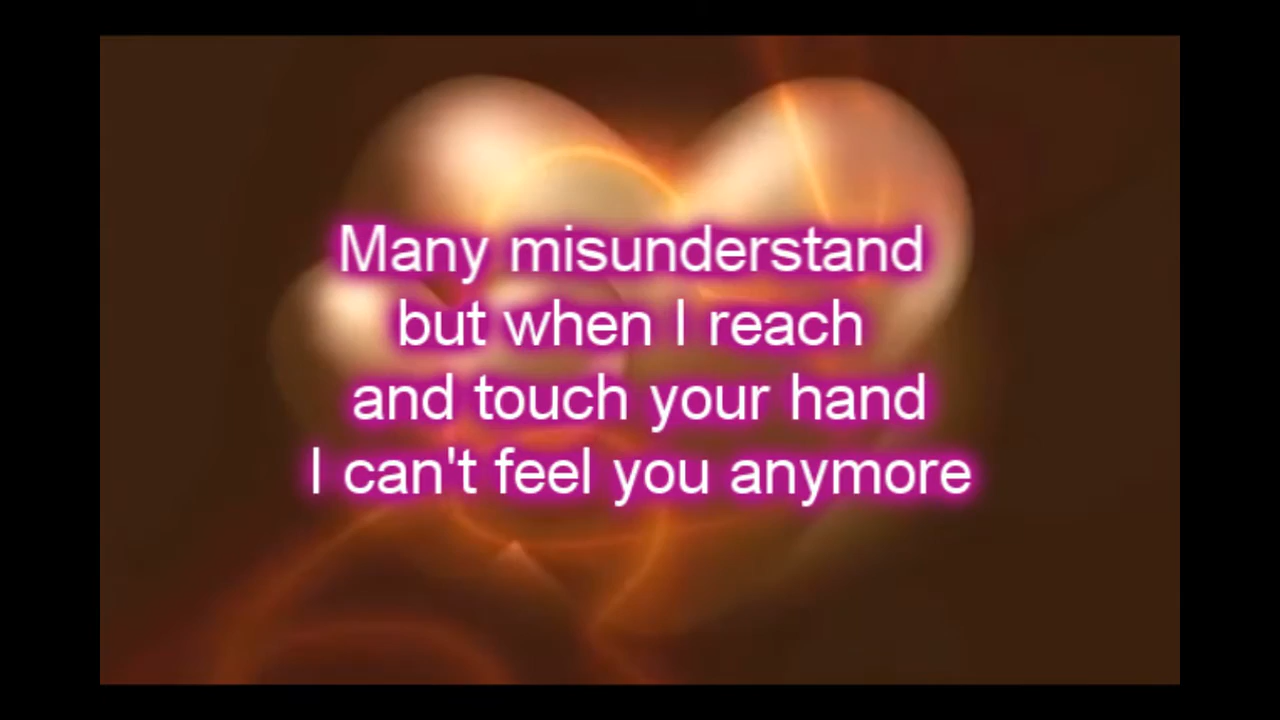 Many misunderstand
but when I reach
and touch your hand
I can't feel you anymore